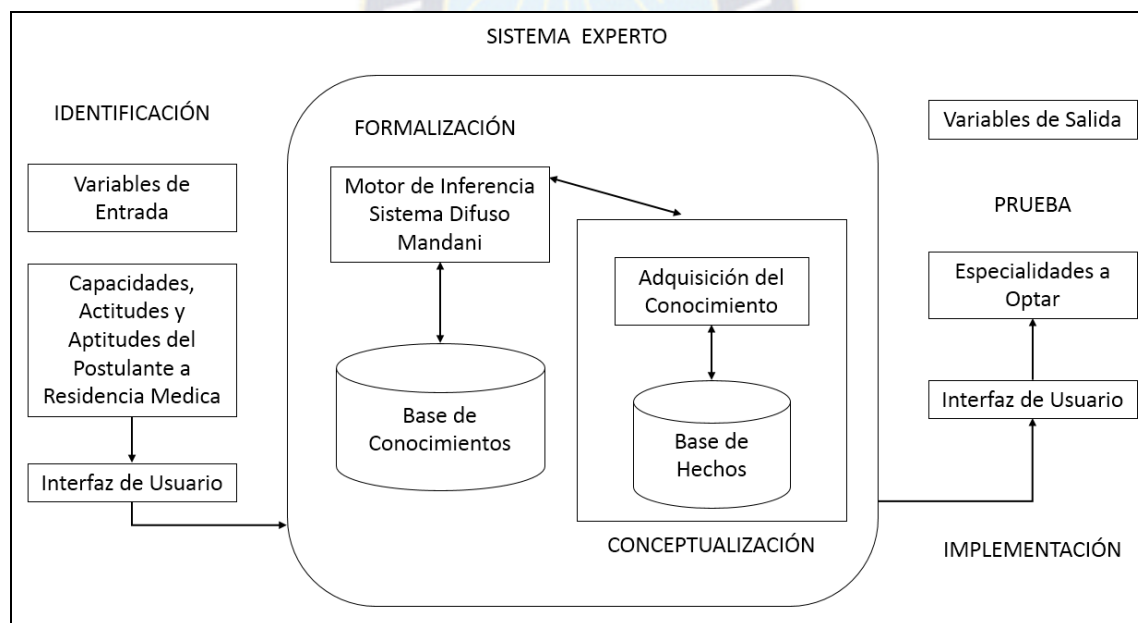 SISTEMA EXPERTO
IDENTIFICACIÓN
Variables de
Entrada
Capacidades,
Actitudes y
Aptitudes del
Postulante a
Residencia Medica
Interfaz de Usuario
FORMALIZACIÓN
Motor de Inferencia
Sistema Difuso
Mandani
Base de
Conocimientos
Adquisición del
Conocimiento
Base de
Hechos
CONCEPTUALIZACIÓN
Variables de Salida
PRUEBA
Especialidades a
Optar
Interfaz de Usuario
IMPLEMENTACIÓN